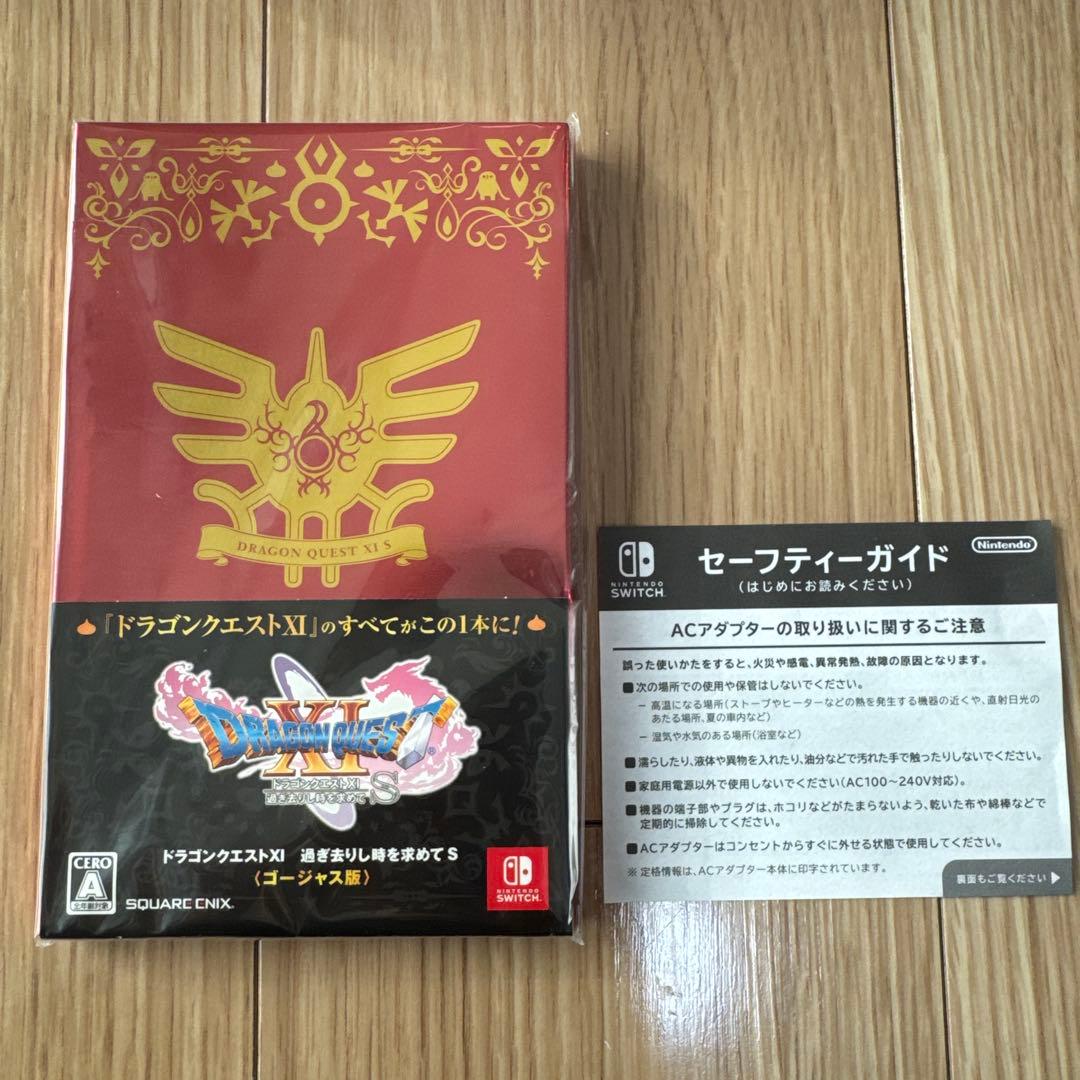 DRAGON QUEST XI S
『ドラゴンクエストXI』のすべてがこの1本に!
DRAGON QUEST
XI
ドラゴンクエストXI
過ぎ去りし時を求めて S
ドラゴンクエストXI 過ぎ去りし時を求めて S
〈ゴージャス版〉
CERO
A
全年齢対象
SQUARE ENIX.
NINTENDO
SWITCH
NINTENDO
SWITCH
セーフティーガイド
(はじめにお読みください)
Nintendo
ACアダプターの取り扱いに関するご注意
誤った使いかたをすると、火災や感電、異常発熱、故障の原因となります。
■次の場所での使用や保管はしないでください。
- 高温になる場所(ストーブやヒーターなどの熱を発生する機器の近くや、直射日光の
あたる場所、夏の車内など)
- 湿気や水気のある場所(浴室など)
■濡らしたり、液体や異物を入れたり、油分などで汚れた手で触ったりしないでください。
■家庭用電源以外で使用しないでください(AC100~240V対応)。
■機器の端子部やプラグは、ホコリなどがたまらないよう、乾いた布や綿棒などで
定期的に掃除してください。
■ACアダプターはコンセントからすぐに外せる状態で使用してください。
※ 定格情報は、ACアダプター本体に印字されています。
裏面もご覧ください ▶